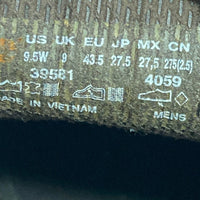 US UK EU JP MX CN
9.5W 9 43.5 27.5 27,5 275(2.5)
39581 4059
MADE IN VIETNAM MENS